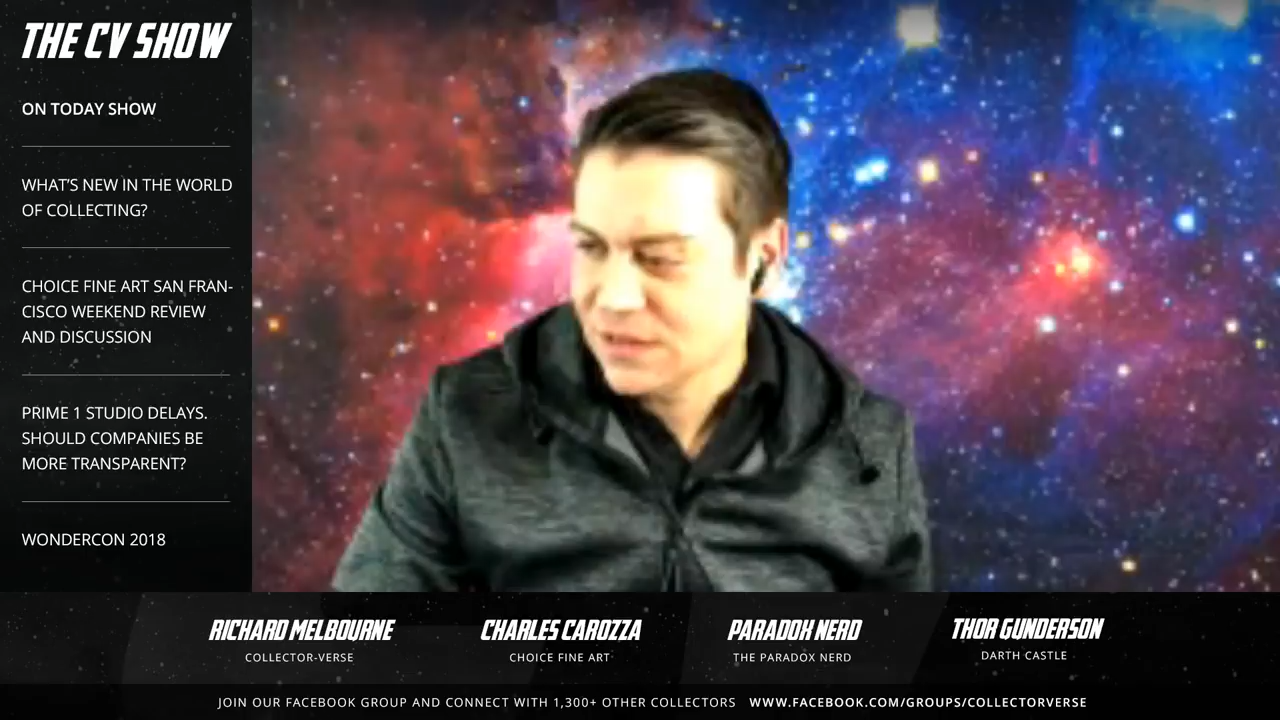 THE CV SHOW
ON TODAY SHOW
WHAT'S NEW IN THE WORLD
OF COLLECTING?
CHOICE FINE ART SAN FRAN-
CISCO WEEKEND REVIEW
AND DISCUSSION
PRIME 1 STUDIO DELAYS.
SHOULD COMPANIES BE
MORE TRANSPARENT?
WONDERCON 2018
RICHARD MELBOURNE
COLLECTOR-VERSE
CHARLES CAROZZA
CHOICE FINE ART
PARADOX NERD
THE PARADOX NERD
THOR GUNDERSON
DARTH CASTLE
JOIN OUR FACEBOOK GROUP AND CONNECT WITH 1,300+ OTHER COLLECTORS WWW.FACEBOOK.COM/GROUPS/COLLECTORVERSE